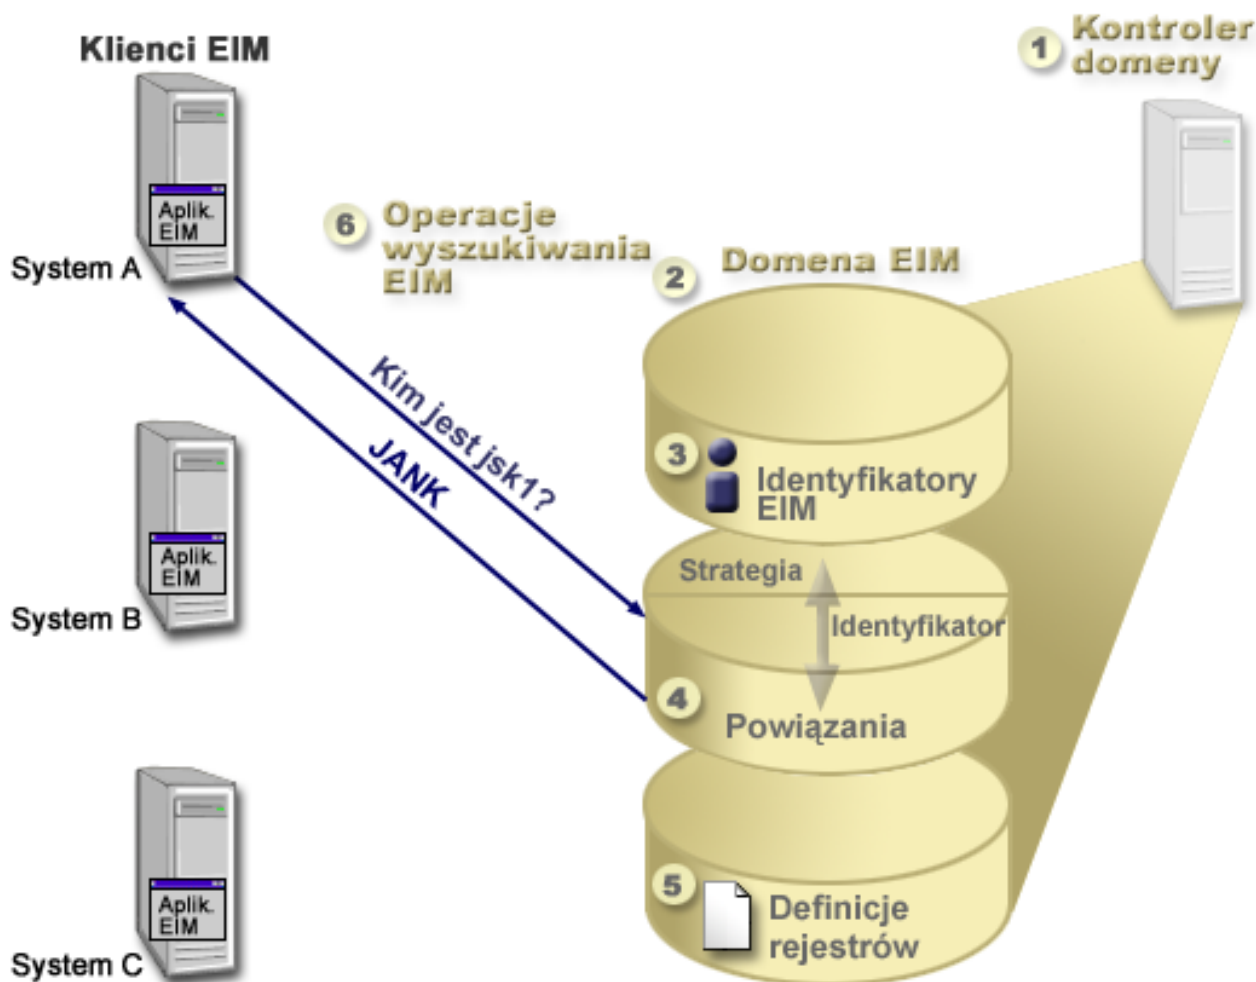 Klienci EIM
1 Kontroler
domeny
Aplik.
EIM
System A
6 Operacje
wyszukiwania
EIM
2 Domena EIM
Kim jest jsk1?
JANK
3 Identyfikatory
EIM
Aplik.
EIM
System B
Strategia
Identyfikator
4 Powiązania
Aplik.
EIM
System C
5 Definicje
rejestrów